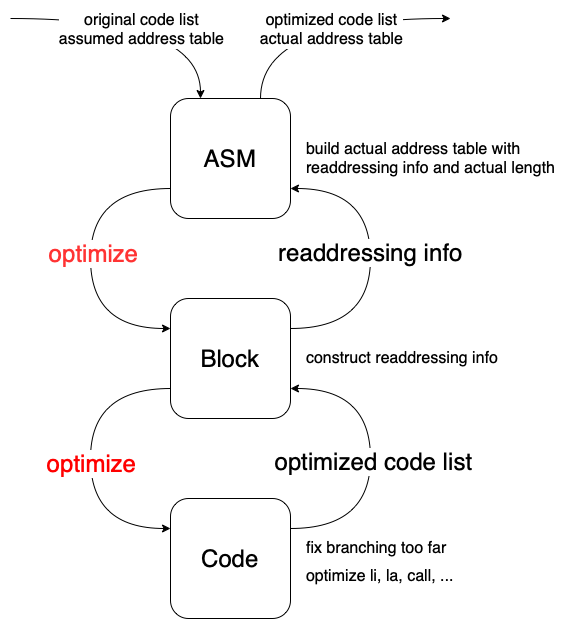 original code list
assumed address table
optimized code list
actual address table
ASM
build actual address table with
readdressing info and actual length
optimize
readdressing info
Block
construct readdressing info
optimize
optimized code list
Code
fix branching too far
optimize li, la, call, ...